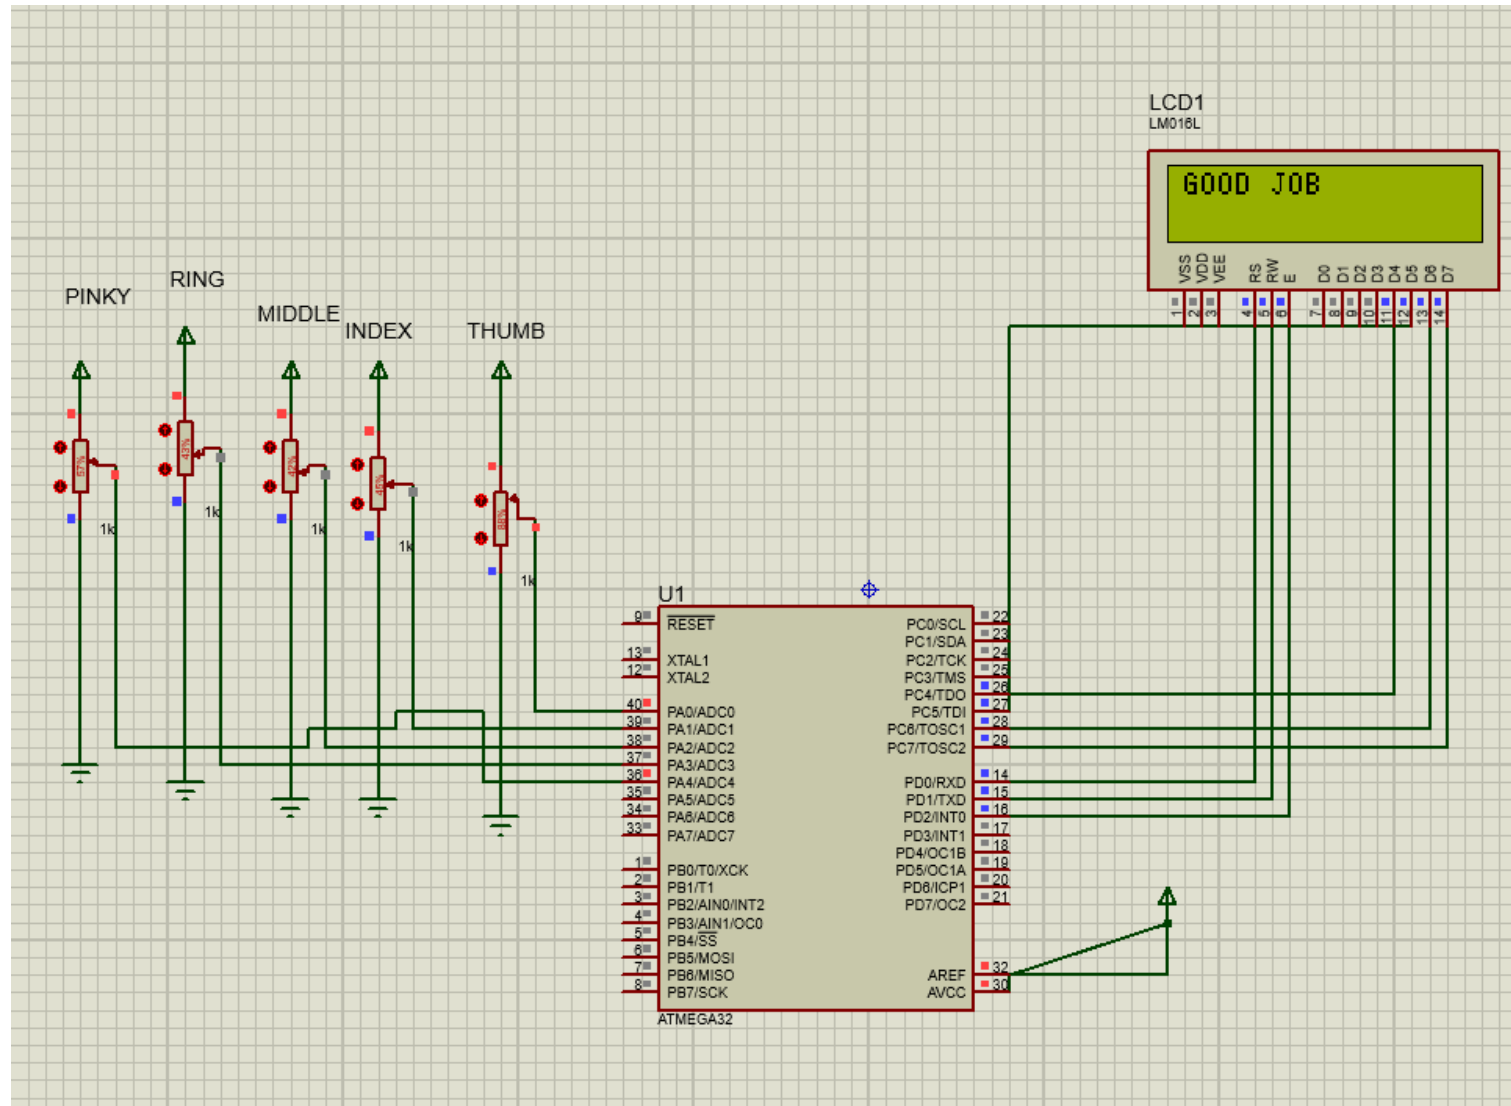 LCD1
LM016L
GOOD JOB
VSS
VDD
VEE
RS
RW
E
D0
D1
D2
D3
D4
D5
D6
D7
1
2
3
4
5
6
7
8
9
10
11
12
13
14
RING
PINKY
MIDDLE
INDEX
THUMB
57%
43%
42%
45%
88%
1k
1k
1k
1k
1k
U1
9 RESET
13 XTAL1
12 XTAL2
40 PA0/ADC0
39 PA1/ADC1
38 PA2/ADC2
37 PA3/ADC3
36 PA4/ADC4
35 PA5/ADC5
34 PA6/ADC6
33 PA7/ADC7
1 PB0/T0/XCK
2 PB1/T1
3 PB2/AIN0/INT2
4 PB3/AIN1/OC0
5 PB4/SS
6 PB5/MOSI
7 PB6/MISO
8 PB7/SCK
PC0/SCL 22
PC1/SDA 23
PC2/TCK 24
PC3/TMS 25
PC4/TDO 26
PC5/TDI 27
PC6/TOSC1 28
PC7/TOSC2 29
PD0/RXD 14
PD1/TXD 15
PD2/INT0 16
PD3/INT1 17
PD4/OC1B 18
PD5/OC1A 19
PD6/ICP1 20
PD7/OC2 21
AREF 32
AVCC 30
ATMEGA32